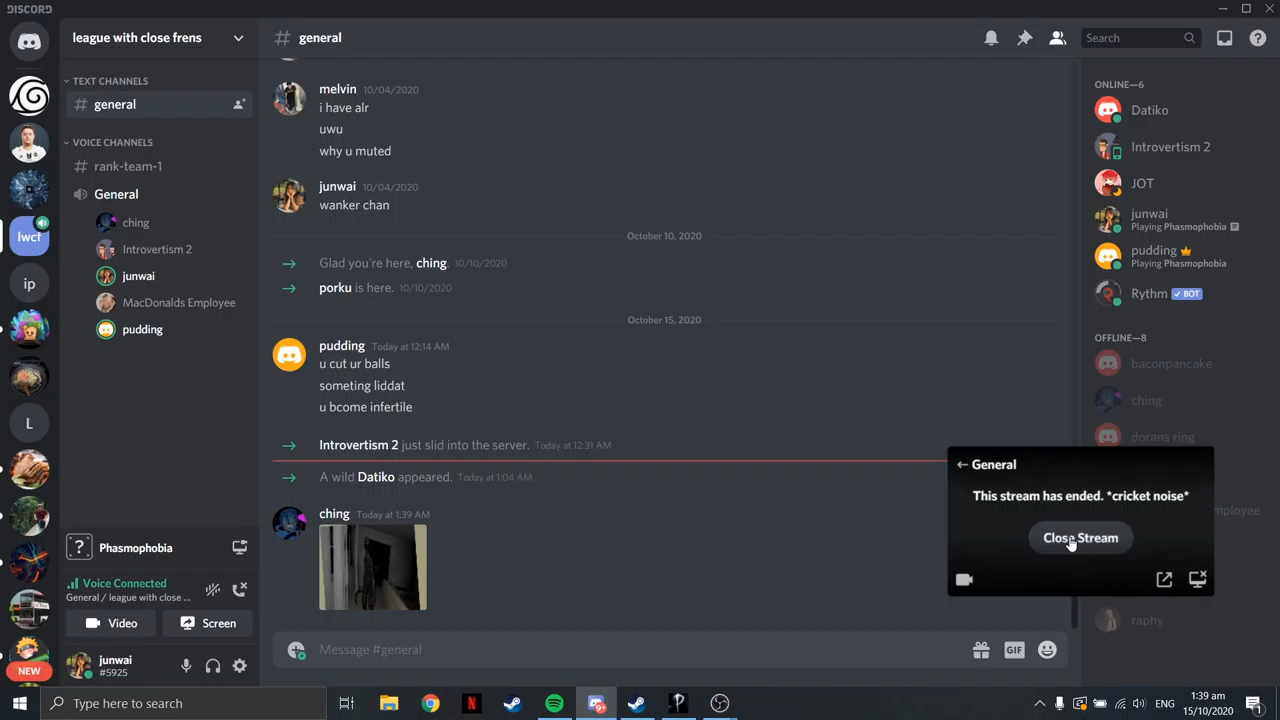 DISCORD
league with close frens
# general
Search
TEXT CHANNELS
# general
VOICE CHANNELS
# rank-team-1
General
ching
Introvertism 2
junwai
MacDonalds Employee
pudding
lwcf
ip
L
NEW
? Phasmophobia
Voice Connected
General / league with close ...
Video
Screen
junwai
#5925
melvin 10/04/2020
i have alr
uwu
why u muted
junwai 10/04/2020
wanker chan
October 10, 2020
Glad you're here, ching. 10/10/2020
porku is here. 10/10/2020
October 15, 2020
pudding Today at 12:14 AM
u cut ur balls
someting liddat
u bcome infertile
Introvertism 2 just slid into the server. Today at 12:31 AM
A wild Datiko appeared. Today at 1:04 AM
ching Today at 1:39 AM
Message #general
GIF
ONLINE—6
Datiko
Introvertism 2
JOT
junwai
Playing Phasmophobia
pudding
Playing Phasmophobia
Rythm ✓ BOT
OFFLINE—8
baconpancake
ching
dorans ring
← General
This stream has ended. *cricket noise*
Close Stream
employee
raphy
Type here to search
9+
ENG
1:39 am
15/10/2020
1